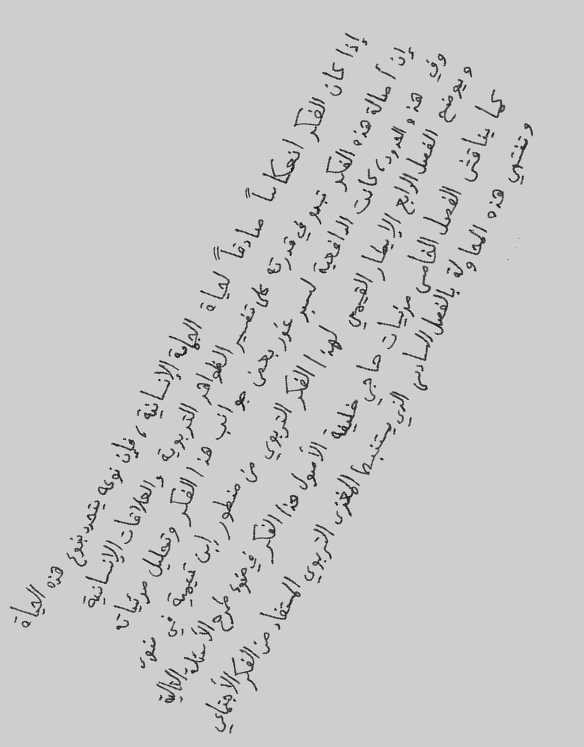 إذا كان الفكر انعكاساً صادقاً لحياة الجماعة الإنسانية، فإن نوعه يتحدد بنوع هذه الحياة
إن أصالة هذه الفكر تبدو في قدرته على تفسير الظواهر التربوية والعلاقات الإنسانية
وفي هذه الحدود، كانت الدافعية لسبر غور بعض جوانب هذا الفكر وتحليل مرئياته
ويوضح الفصل الرابع الإيطار القيمي لهذا الفكر التربوي من منظور إبن تيمية في ضوء
كما يناقش الفصل الخامس مرئيات حاجي خليفة الأصول هذا الفكر في ضوء طرح الأسئلة التالية
وتنتهي هذه المحاولة بالفصل السادس الذي يستنبط المغزى التربوي المستفاد من الفكر الأجتماعي